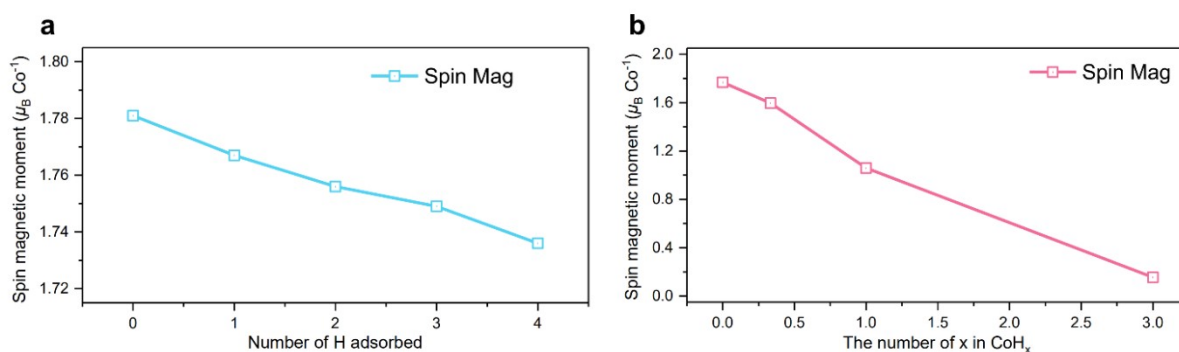 a
Spin magnetic moment (μB Co⁻¹)
1.80
1.78
1.76
1.74
1.72
Spin Mag
0 1 2 3 4
Number of H adsorbed
b
Spin magnetic moment (μB Co⁻¹)
2.0
1.6
1.2
0.8
0.4
0.0
Spin Mag
0.0 0.5 1.0 1.5 2.0 2.5 3.0
The number of x in CoHₓ